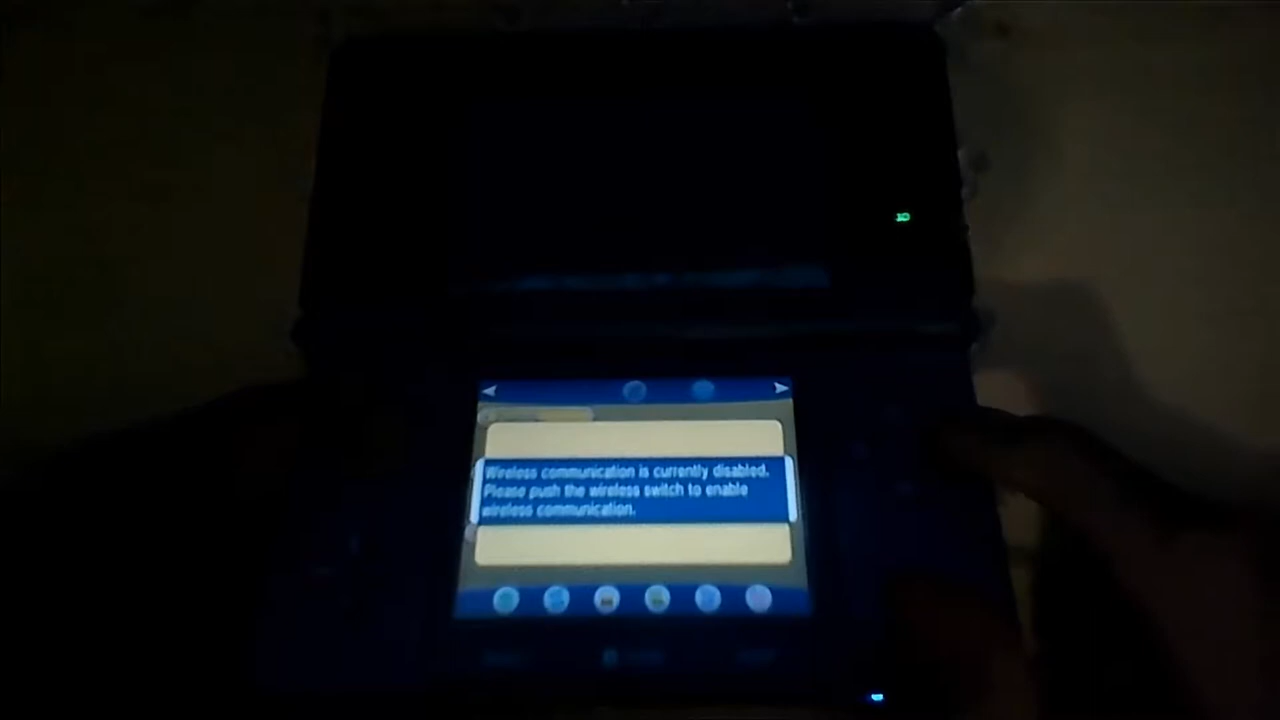 Wireless communication is currently disabled.
Please push the wireless switch to enable
wireless communication.